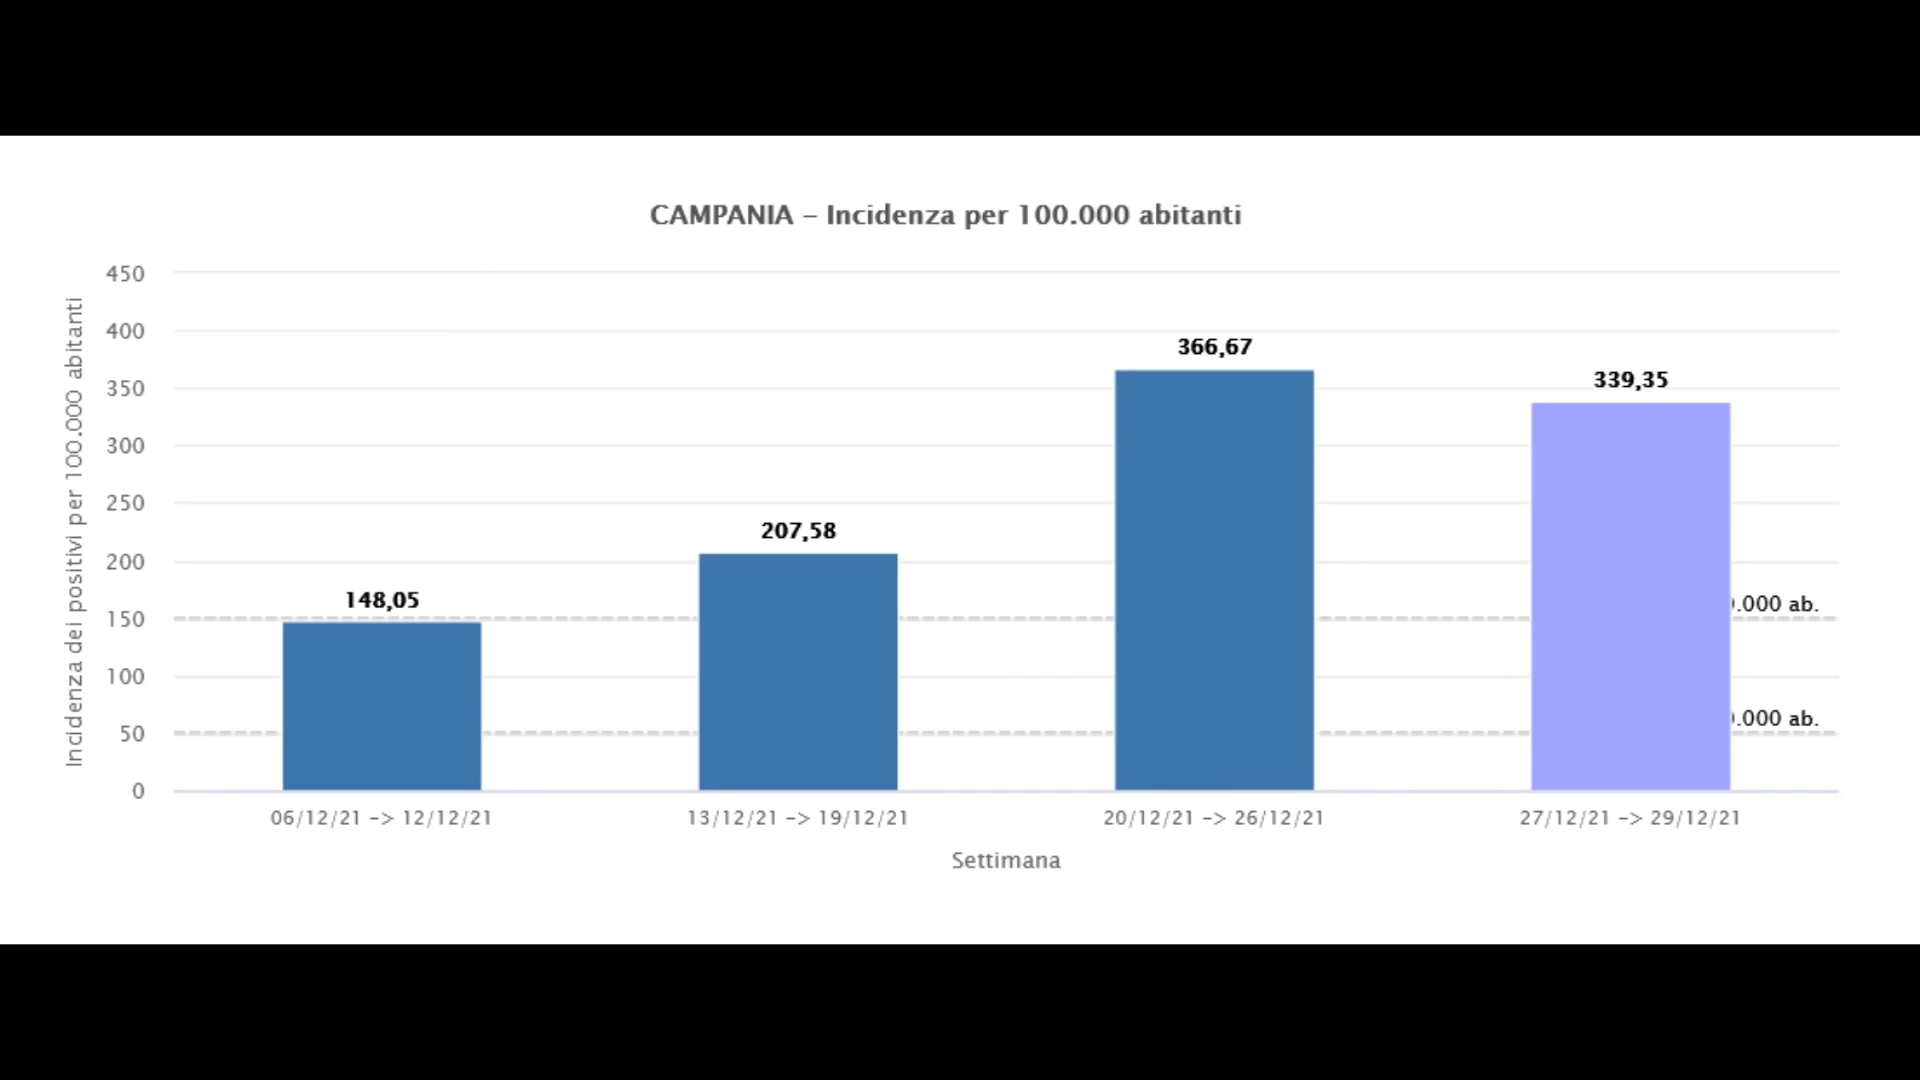 CAMPANIA – Incidenza per 100.000 abitanti
Incidenza dei positivi per 100.000 abitanti
450
400
350
300
250
200
150
100
50
0
148,05
207,58
366,67
339,35
.000 ab.
.000 ab.
06/12/21 –> 12/12/21
13/12/21 –> 19/12/21
20/12/21 –> 26/12/21
27/12/21 –> 29/12/21
Settimana